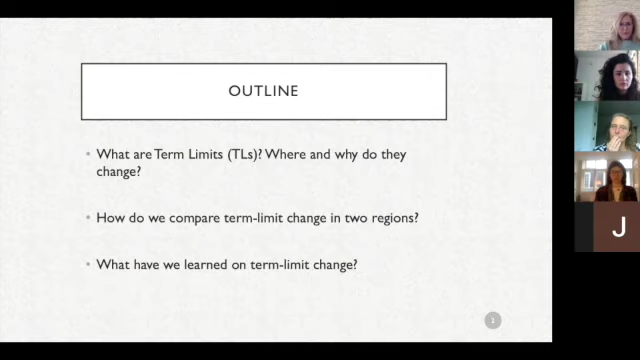 OUTLINE
• What are Term Limits (TLs)? Where and why do they
change?
• How do we compare term-limit change in two regions?
• What have we learned on term-limit change?
2
J